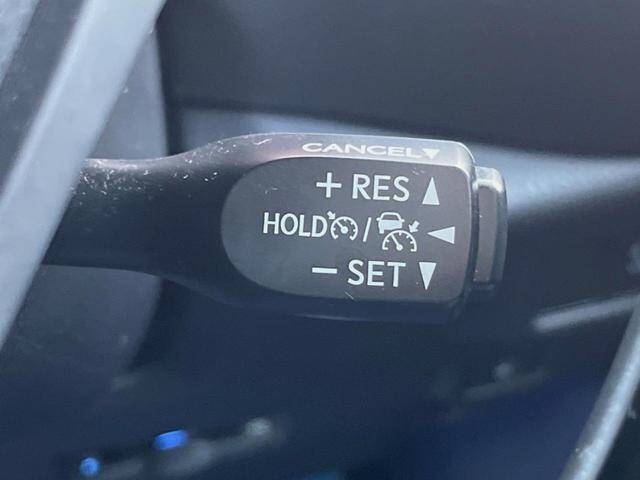 CANCEL▼
+ RES ▲
HOLD / ◄
− SET ▼